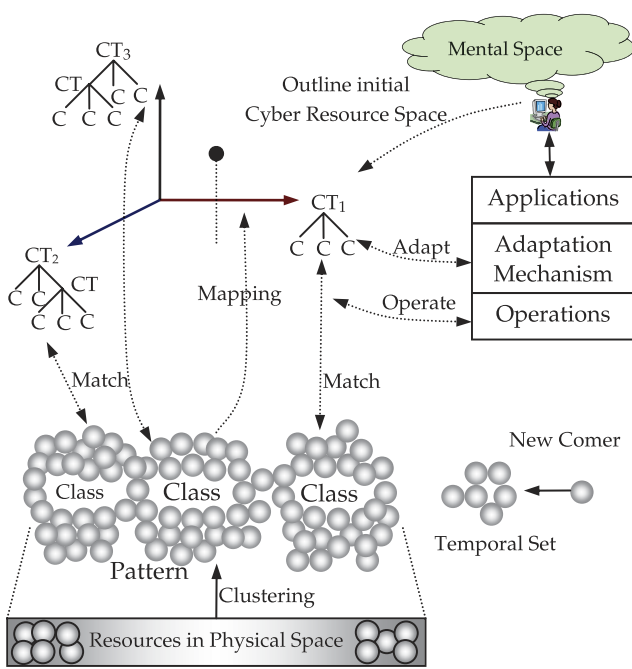 CT3
CT C C
C C C
Mental Space
Outline initial
Cyber Resource Space
Applications
CT1
C C C
Adapt
Adaptation
Mechanism
CT2
C C CT
C C C
Mapping
Operate
Operations
Match
Match
New Comer
Class
Class
Class
Temporal Set
Pattern
Clustering
Resources in Physical Space